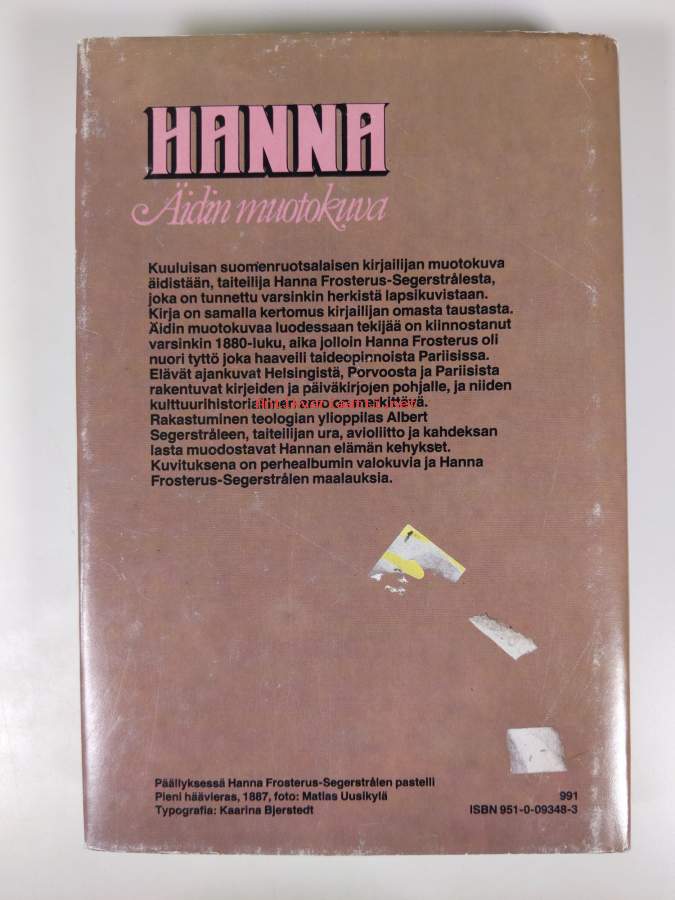 HANNA
Äidin muotokuva
Kuuluisan suomenruotsalaisen kirjailijan muotokuva
äidistään, taiteilija Hanna Frosterus-Segerstrålesta,
joka on tunnettu varsinkin herkistä lapsikuvistaan.
Kirja on samalla kertomus kirjailijan omasta taustasta.
Äidin muotokuvaa luodessaan tekijää on kiinnostanut
varsinkin 1880-luku, aika jolloin Hanna Frosterus oli
nuori tyttö joka haaveili taideopinnoista Pariisissa.
Elävät ajankuvat Helsingistä, Porvoosta ja Pariisista
rakentuvat kirjeiden ja päiväkirjojen pohjalle, ja niiden
kulttuurihistoriallinen arvo on merkittävä.
Rakastuminen teologian ylioppilas Albert
Segerstråleen, taiteilijan ura, avioliitto ja kahdeksan
lasta muodostavat Hannan elämän kehykset.
Kuvituksena on perhealbumin valokuvia ja Hanna
Frosterus-Segerstrålen maalauksia.
Päällyksessä Hanna Frosterus-Segerstrålen pastelli
Pieni häävieras, 1887, foto: Matias Uusikylä
Typografia: Kaarina Bjerstedt
991
ISBN 951-0-09348-3